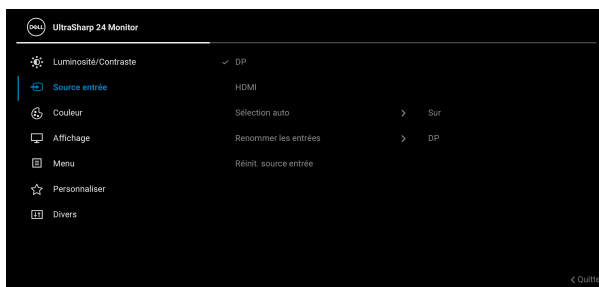 DELL UltraSharp 24 Monitor
Luminosité/Contraste DP
Source entrée HDMI
Couleur Sélection auto Sur
Affichage Renommer les entrées DP
Menu Réinit. source entrée
Personnaliser
Divers
Quitte